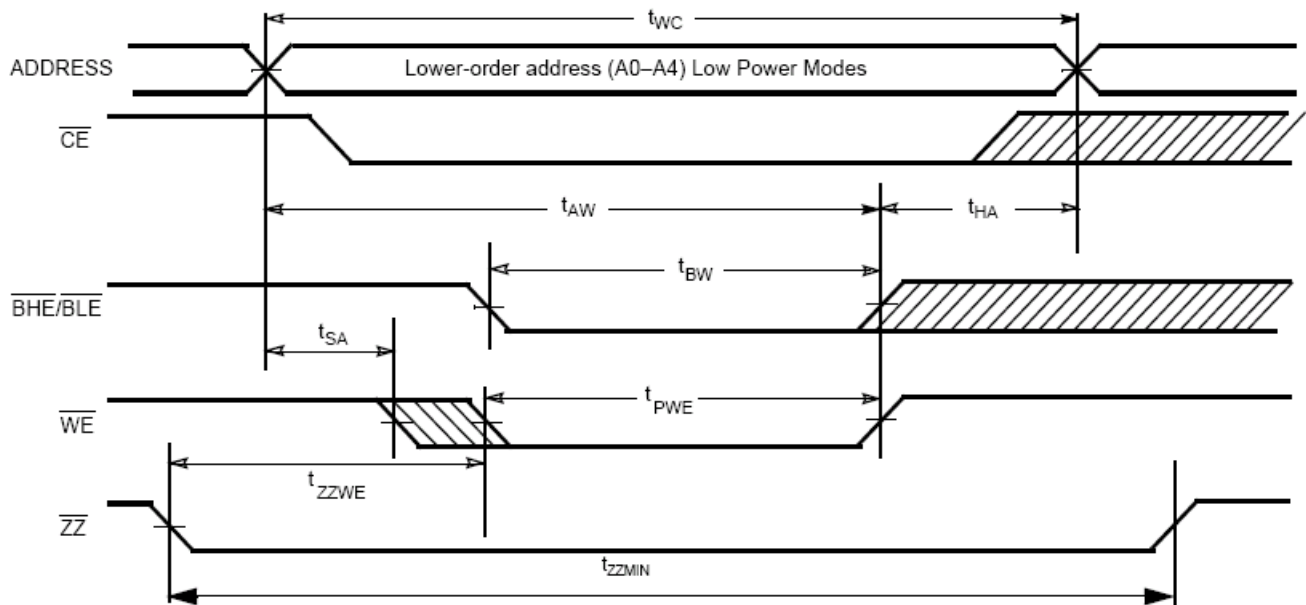 tWC
ADDRESS
Lower-order address (A0–A4) Low Power Modes
CE
tAW
tHA
tBW
BHE/BLE
tSA
tPWE
WE
tZZWE
ZZ
tZZMIN